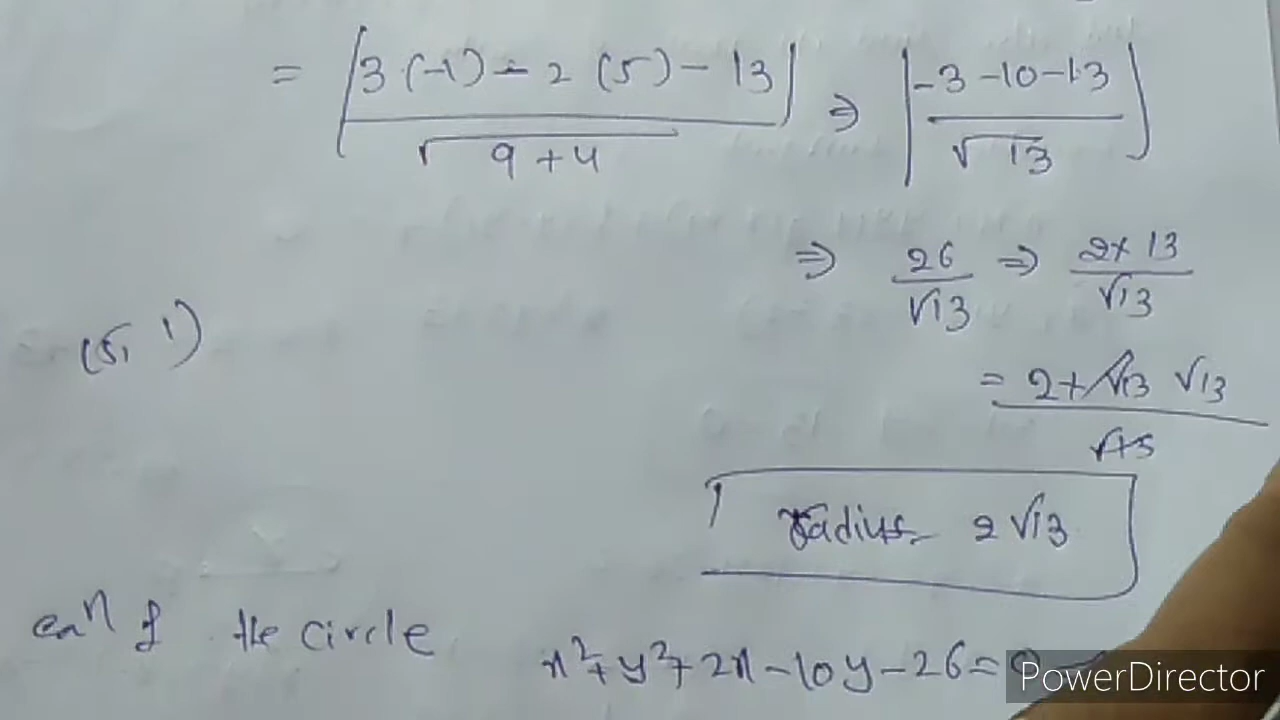 = |3·(-1) - 2 (5) - 13| / √9+4 ⇒ |-3 -10 -13| / √13
⇒ 26/√13 ⇒ 2×13/√13
(5, 1)
= 2×√13 √13 / √13
radius = 2√13
eqn of the circle
x²+y²+2x-10y-26=0
PowerDirector